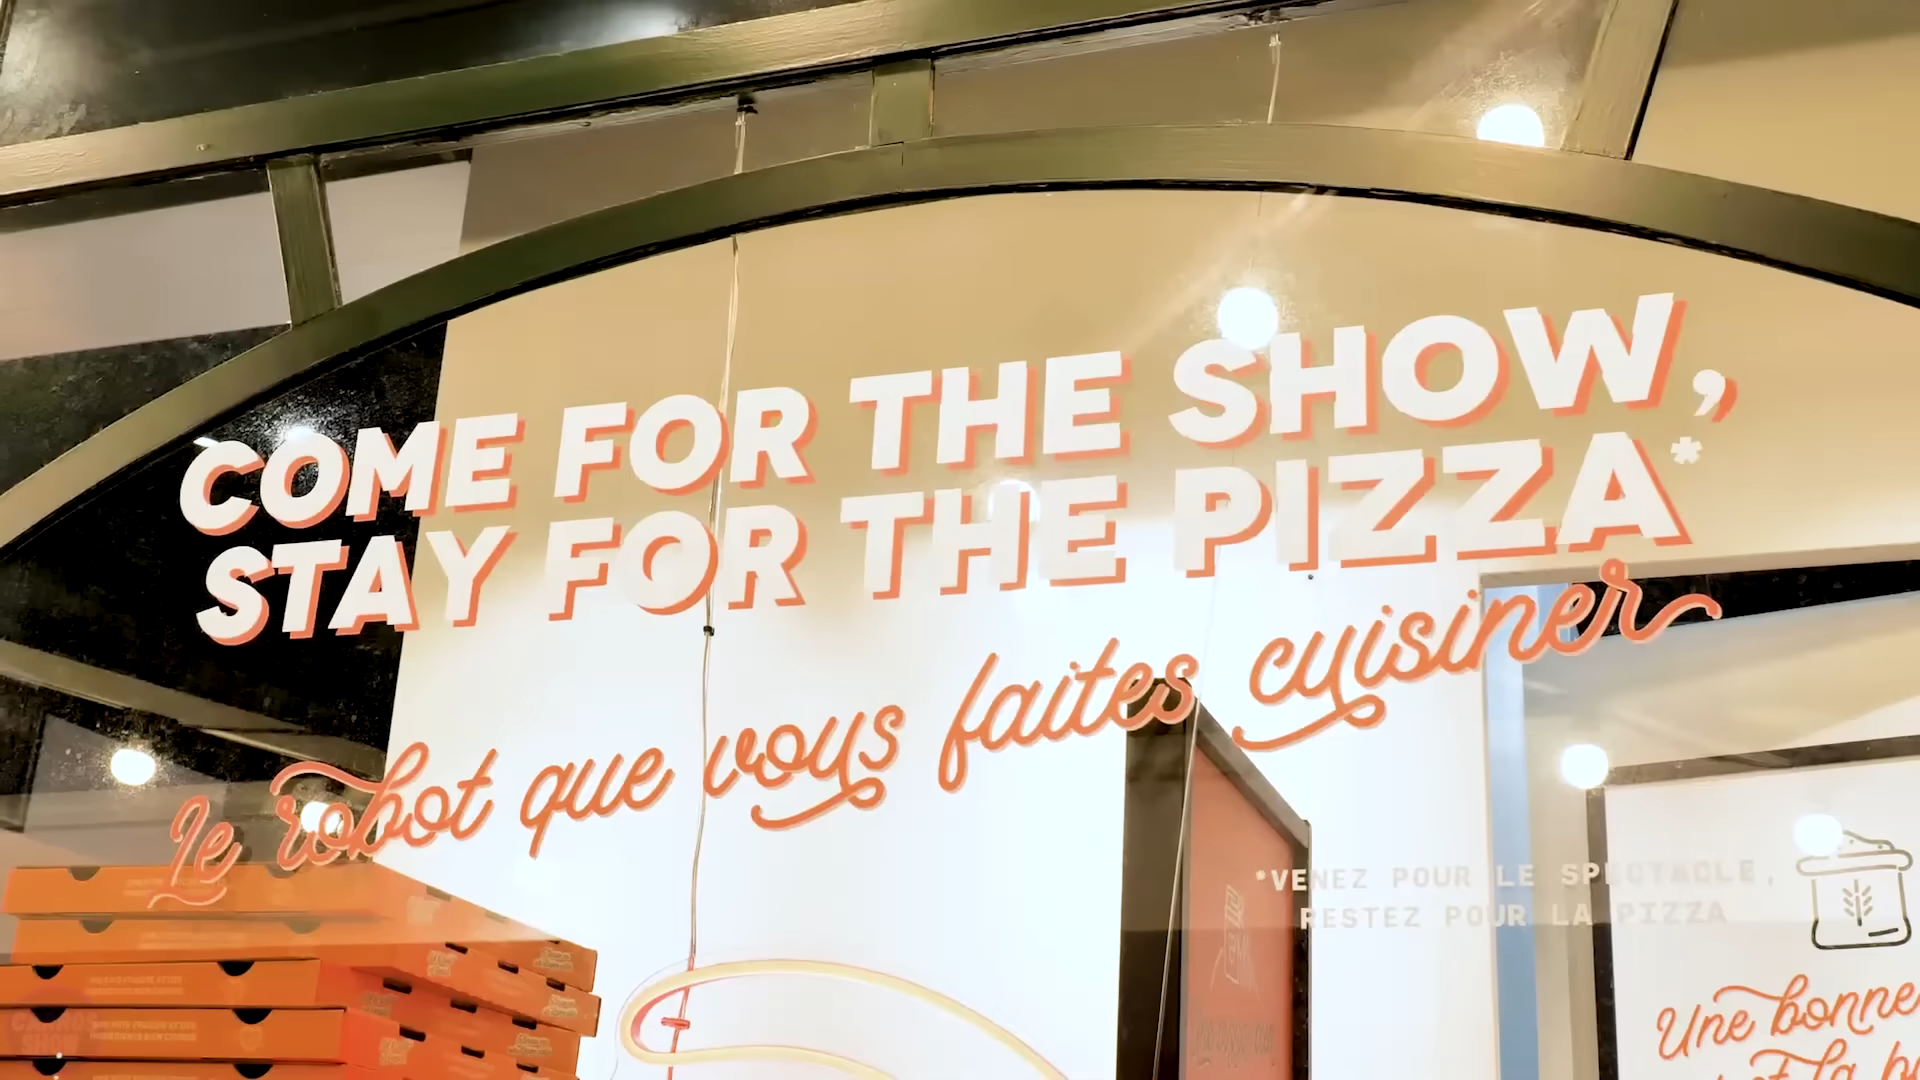 COME FOR THE SHOW,
STAY FOR THE PIZZA*
Le robot que vous faites cuisiner
*VENEZ POUR LE SPECTACLE,
RESTEZ POUR LA PIZZA
Une bonne
la